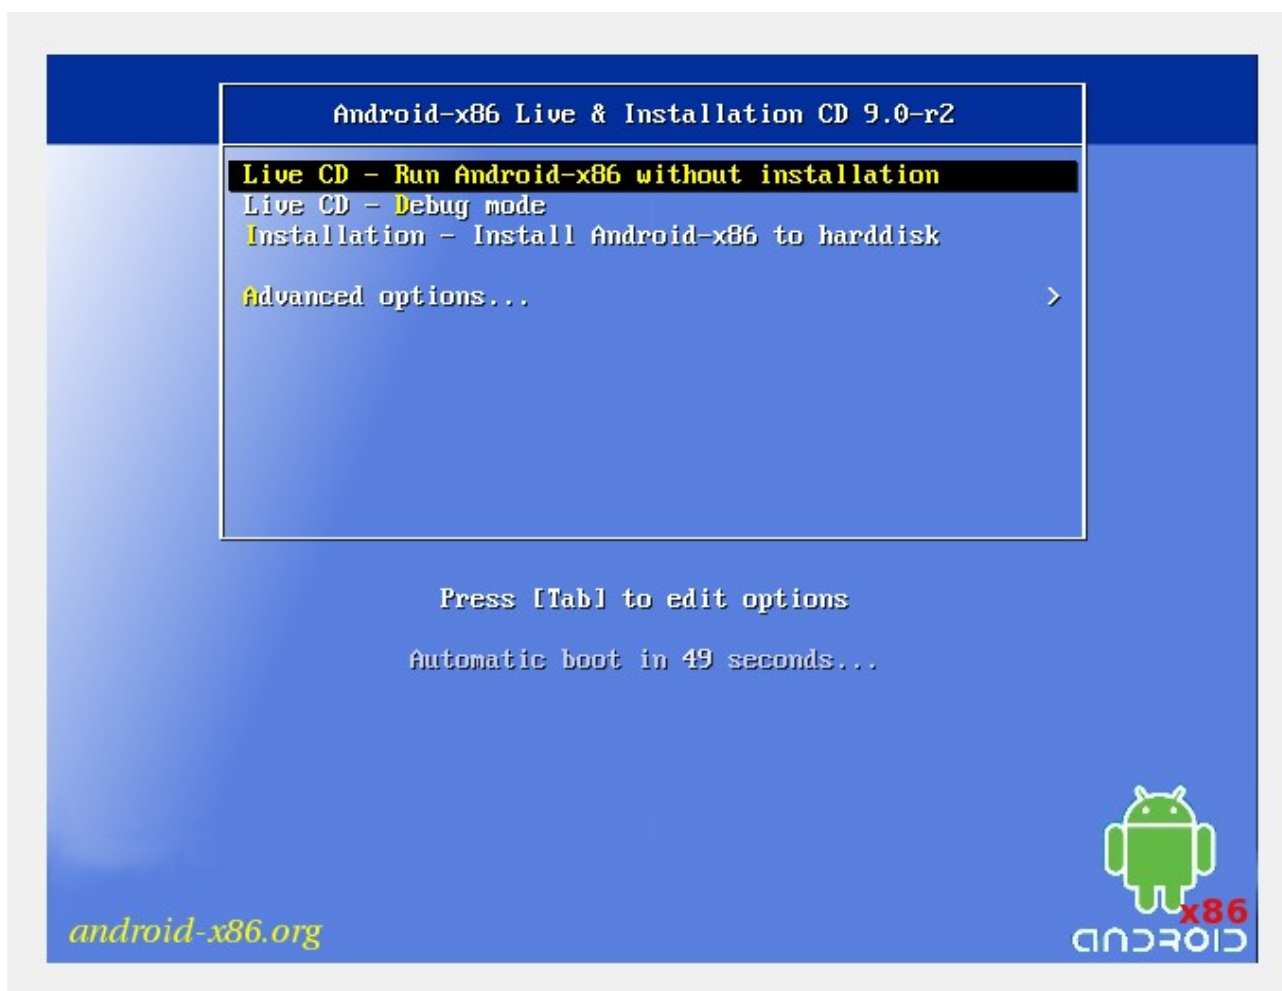 Android-x86 Live & Installation CD 9.0-r2
Live CD - Run Android-x86 without installation
Live CD - Debug mode
Installation - Install Android-x86 to harddisk
Advanced options... >
Press [Tab] to edit options
Automatic boot in 49 seconds...
x86
android-x86.org
ANDROID